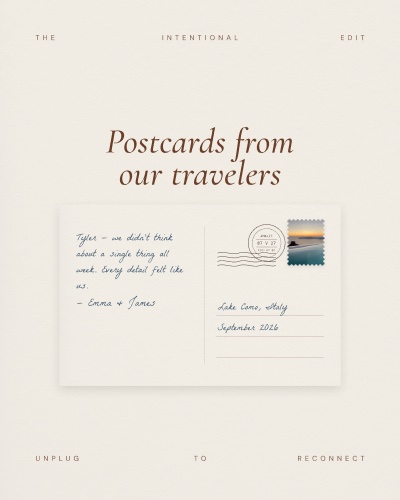 THE INTENTIONAL EDIT
Postcards from
our travelers
Tyler — we didn't think
about a single thing all
week. Every detail felt like
us.
— Emma & James
Lake Como, Italy
September 2026
UNPLUG TO RECONNECT